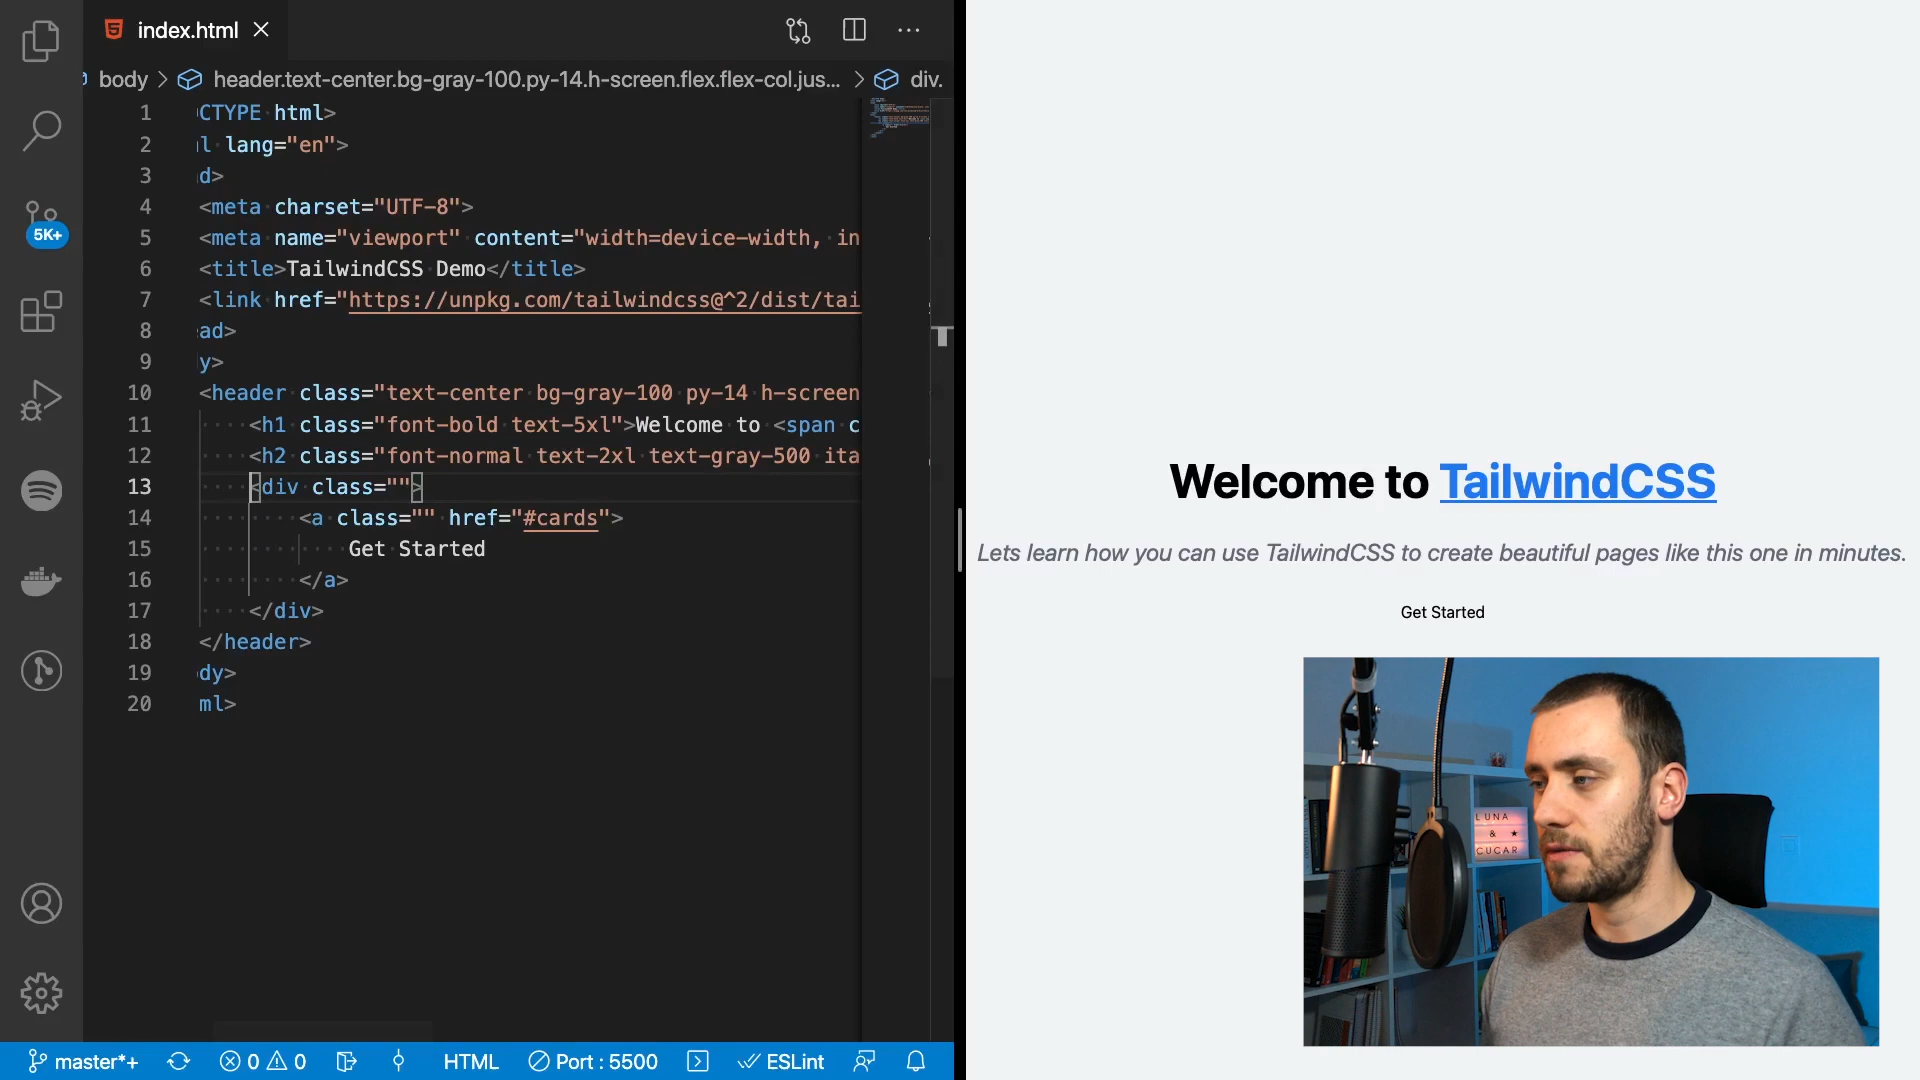 index.html
body > header.text-center.bg-gray-100.py-14.h-screen.flex.flex-col.jus... > div.
1 CTYPE html>
2 l lang="en">
3 d>
4 <meta charset="UTF-8">
5 <meta name="viewport" content="width=device-width, in
6 <title>TailwindCSS Demo</title>
7 <link href="https://unpkg.com/tailwindcss@^2/dist/tai
8 ad>
9 y>
10 <header class="text-center bg-gray-100 py-14 h-screen
11 <h1 class="font-bold text-5xl">Welcome to <span c
12 <h2 class="font-normal text-2xl text-gray-500 ita
13 <div class="">
14 <a class="" href="#cards">
15 Get Started
16 </a>
17 </div>
18 </header>
19 dy>
20 ml>
5K+
master*+ 0 0 HTML Port : 5500 ESLint
Welcome to TailwindCSS
Lets learn how you can use TailwindCSS to create beautiful pages like this one in minutes.
Get Started
LUNA
& ★
CUCAR